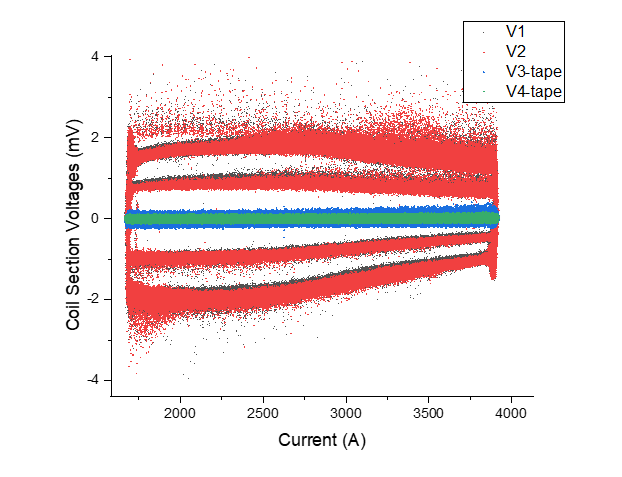 V1
V2
V3-tape
V4-tape
4
2
0
-2
-4
Coil Section Voltages (mV)
2000 2500 3000 3500 4000
Current (A)